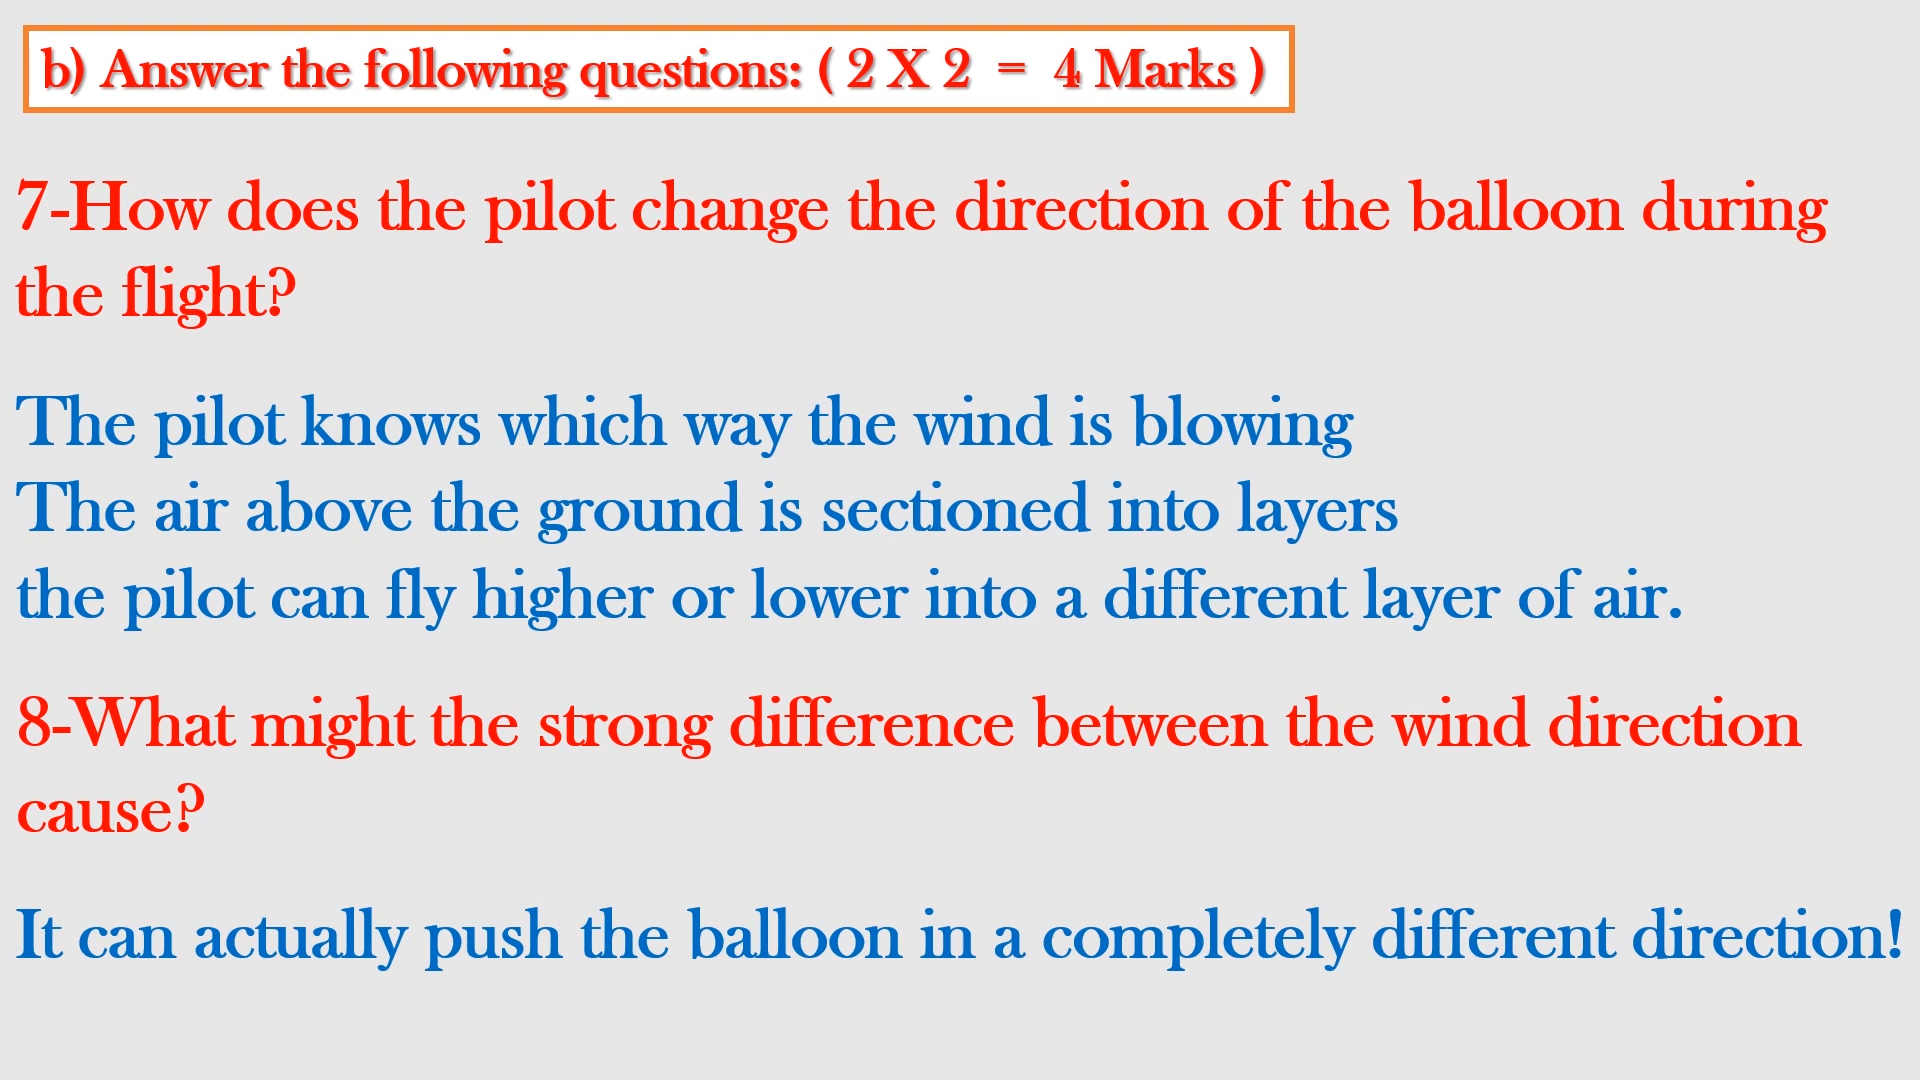 b) Answer the following questions: ( 2 X 2 = 4 Marks )
7-How does the pilot change the direction of the balloon during
the flight?
The pilot knows which way the wind is blowing
The air above the ground is sectioned into layers
the pilot can fly higher or lower into a different layer of air.
8-What might the strong difference between the wind direction
cause?
It can actually push the balloon in a completely different direction!